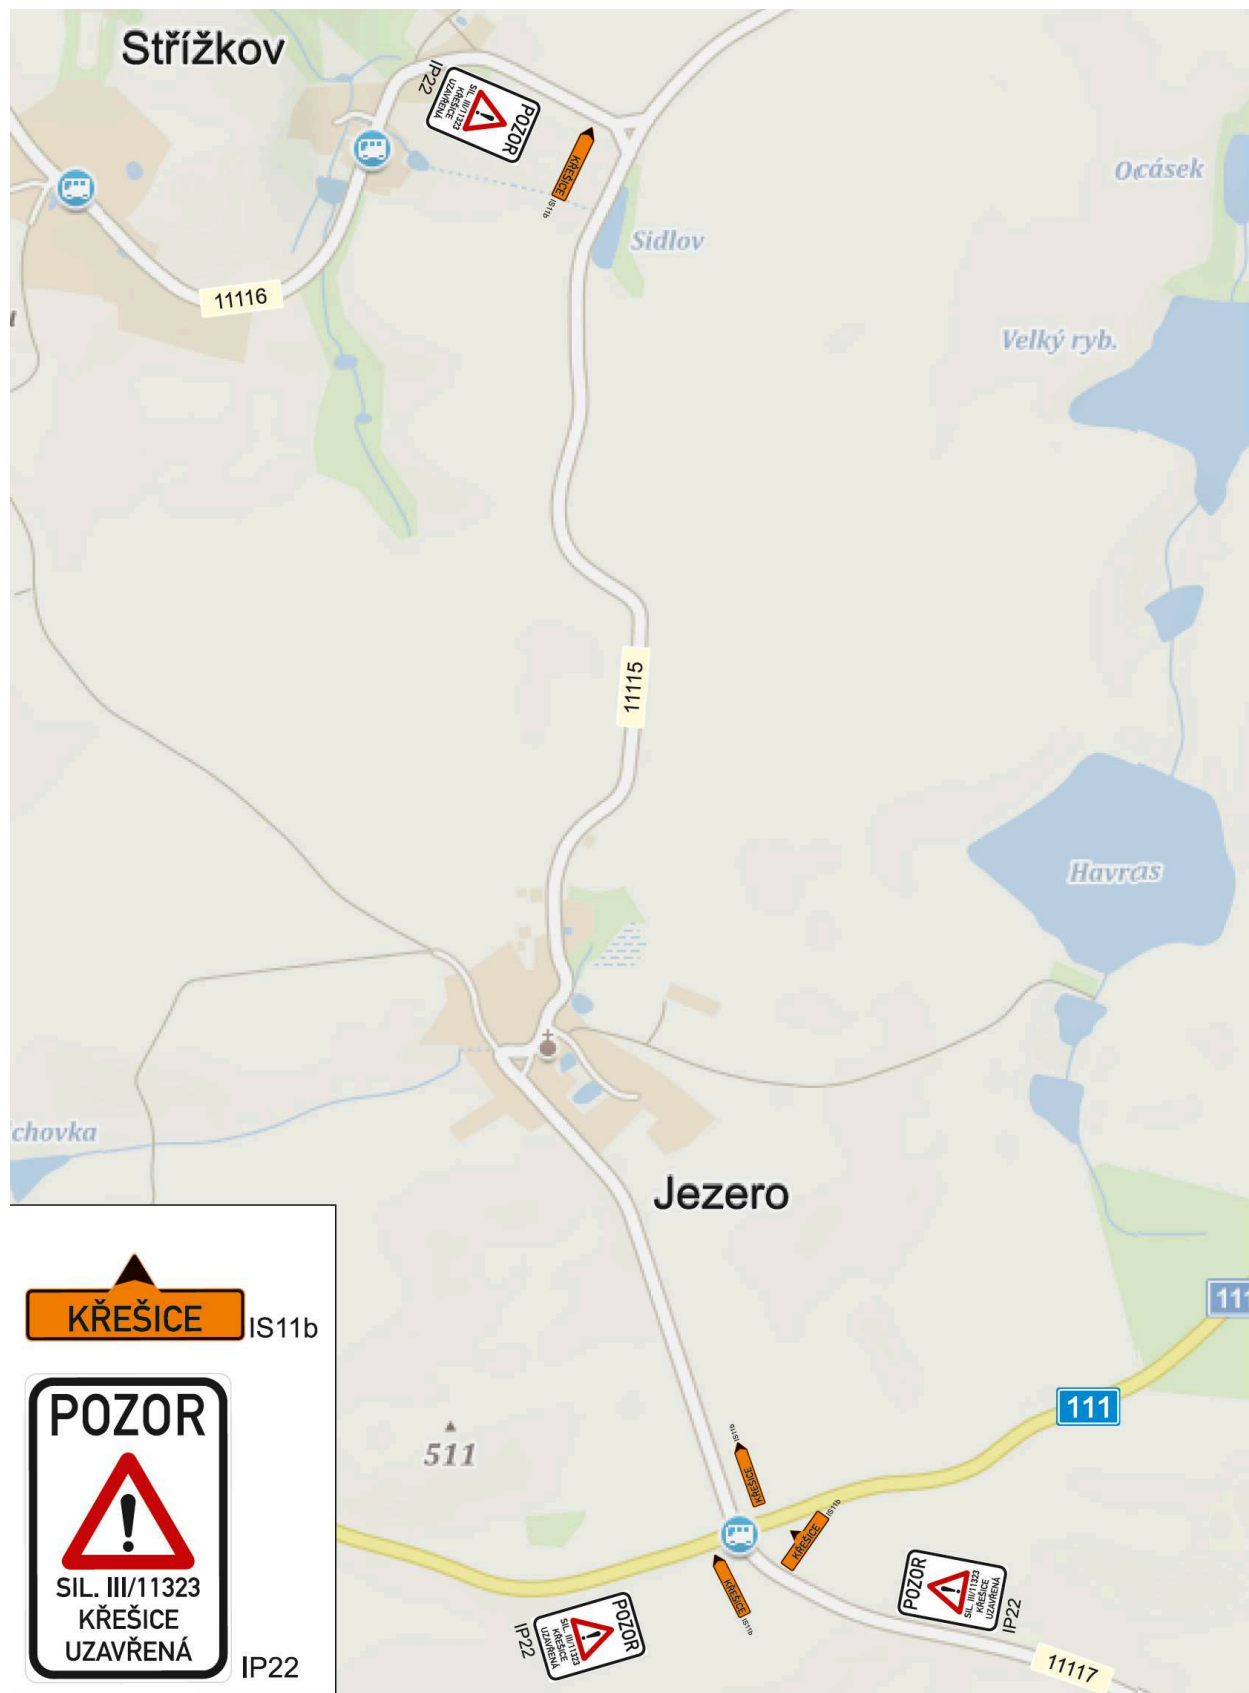 Střížkov
IP22
POZOR
SIL. III/11323
KŘEŠICE
UZAVŘENÁ
KŘEŠICE
IS11b
Ocásek
Sidlov
11116
Velký ryb.
11115
Havrcas
chovka
Jezero
KŘEŠICE
IS11b
111
111
POZOR
SIL. III/11323
KŘEŠICE
UZAVŘENÁ
IP22
511
IS11b
KŘEŠICE
KŘEŠICE
IS11b
KŘEŠICE
IS11b
POZOR
SIL. III/11323
KŘEŠICE
UZAVŘENÁ
IP22
POZOR
SIL. III/11323
KŘEŠICE
UZAVŘENÁ
IP22
11117